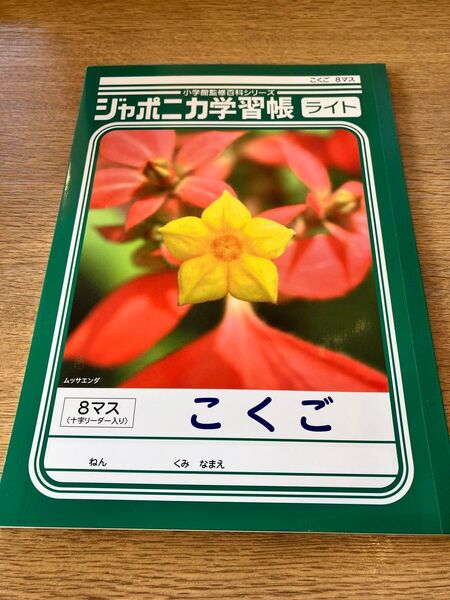 こくご 8マス
小学館監修百科シリーズ
ジャポニカ学習帳 ライト
ムッサエンダ
8マス
(十字リーダー入り)
こくご
ねん くみ なまえ